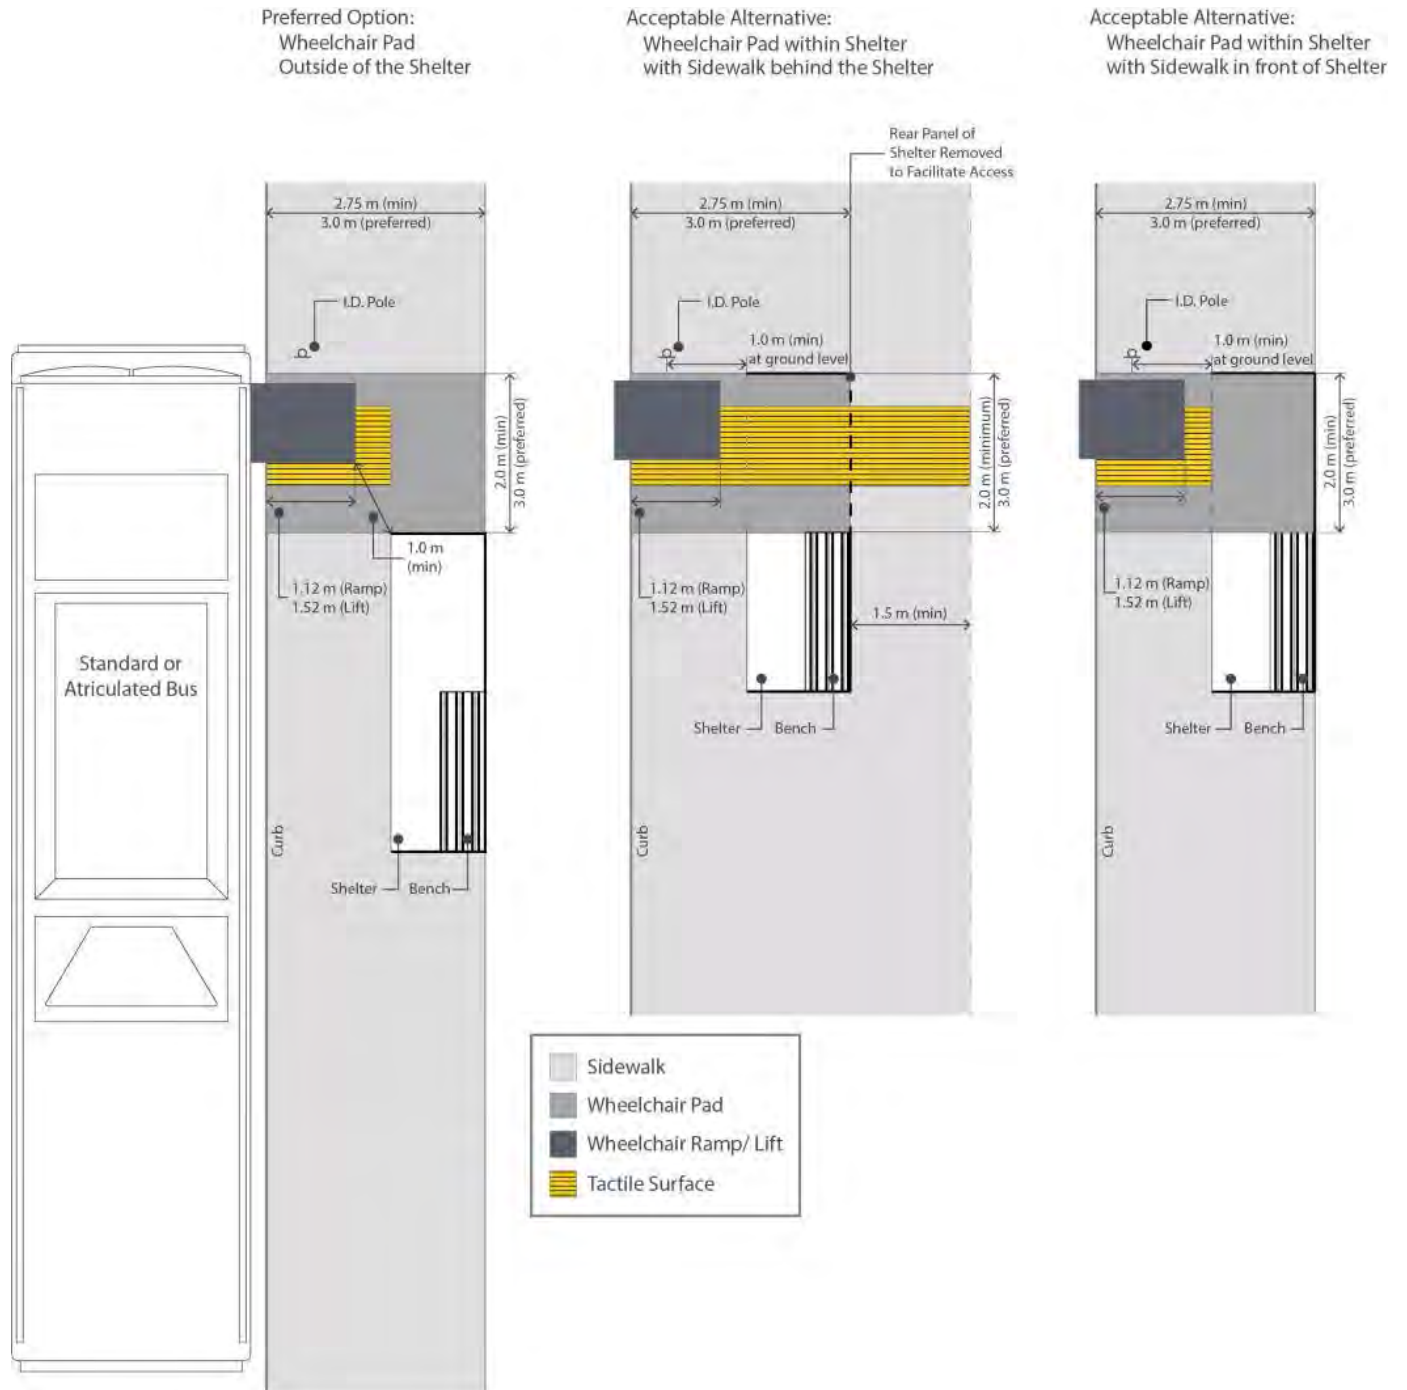 Preferred Option:
Wheelchair Pad
Outside of the Shelter
Acceptable Alternative:
Wheelchair Pad within Shelter
with Sidewalk behind the Shelter
Acceptable Alternative:
Wheelchair Pad within Shelter
with Sidewalk in front of Shelter
Rear Panel of
Shelter Removed
to Facilitate Access
2.75 m (min)
3.0 m (preferred)
I.D. Pole
2.0 m (min)
3.0 m (preferred)
1.0 m
(min)
1.12 m (Ramp)
1.52 m (Lift)
Standard or
Atriculated Bus
Curb
Shelter
Bench
2.75 m (min)
3.0 m (preferred)
I.D. Pole
1.0 m (min)
at ground level
2.0 m (minimum)
3.0 m (preferred)
1.12 m (Ramp)
1.52 m (Lift)
1.5 m (min)
Shelter
Bench
Curb
2.75 m (min)
3.0 m (preferred)
I.D. Pole
1.0 m (min)
at ground level
2.0 m (min)
3.0 m (preferred)
1.12 m (Ramp)
1.52 m (Lift)
Shelter
Bench
Curb
Sidewalk
Wheelchair Pad
Wheelchair Ramp/ Lift
Tactile Surface